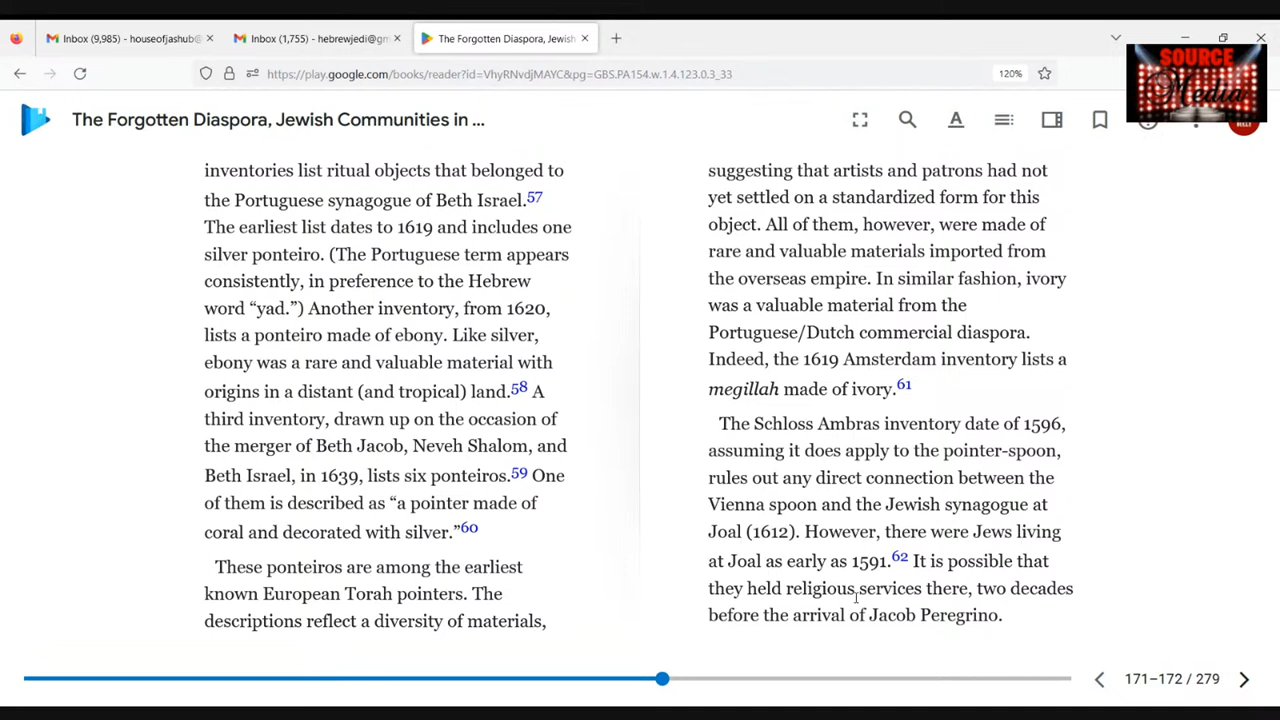 Inbox (9,985) - houseofjashub@
Inbox (1,755) - hebrewjedi@gm
The Forgotten Diaspora, Jewish
https://play.google.com/books/reader?id=VhyRNvdjMAYC&pg=GBS.PA154.w.1.4.123.0.3_33
120%
SOURCE
Media
The Forgotten Diaspora, Jewish Communities in ...
inventories list ritual objects that belonged to
the Portuguese synagogue of Beth Israel.57
The earliest list dates to 1619 and includes one
silver ponteiro. (The Portuguese term appears
consistently, in preference to the Hebrew
word “yad.”) Another inventory, from 1620,
lists a ponteiro made of ebony. Like silver,
ebony was a rare and valuable material with
origins in a distant (and tropical) land.58 A
third inventory, drawn up on the occasion of
the merger of Beth Jacob, Neveh Shalom, and
Beth Israel, in 1639, lists six ponteiros.59 One
of them is described as “a pointer made of
coral and decorated with silver.”60
These ponteiros are among the earliest
known European Torah pointers. The
descriptions reflect a diversity of materials,
suggesting that artists and patrons had not
yet settled on a standardized form for this
object. All of them, however, were made of
rare and valuable materials imported from
the overseas empire. In similar fashion, ivory
was a valuable material from the
Portuguese/Dutch commercial diaspora.
Indeed, the 1619 Amsterdam inventory lists a
megillah made of ivory.61
The Schloss Ambras inventory date of 1596,
assuming it does apply to the pointer-spoon,
rules out any direct connection between the
Vienna spoon and the Jewish synagogue at
Joal (1612). However, there were Jews living
at Joal as early as 1591.62 It is possible that
they held religious services there, two decades
before the arrival of Jacob Peregrino.
171–172 / 279